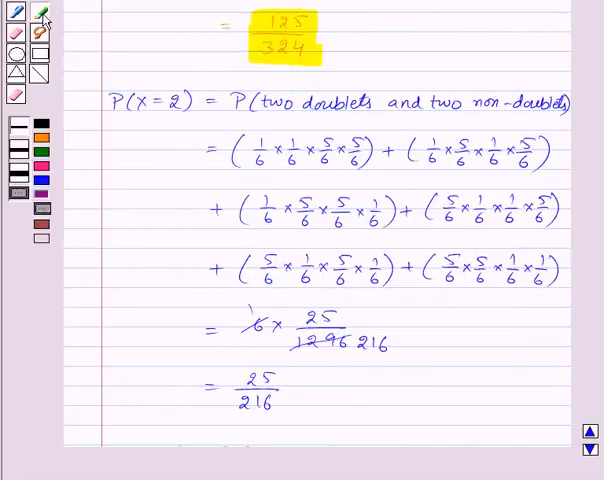 = 125/324
P(X=2) = P(two doublets and two non-doublets)
= (1/6 × 1/6 × 5/6 × 5/6) + (1/6 × 5/6 × 1/6 × 5/6)
+ (1/6 × 5/6 × 5/6 × 1/6) + (5/6 × 1/6 × 1/6 × 5/6)
+ (5/6 × 1/6 × 5/6 × 1/6) + (5/6 × 5/6 × 1/6 × 1/6)
= 6 1 × 25/1296 216
= 25/216